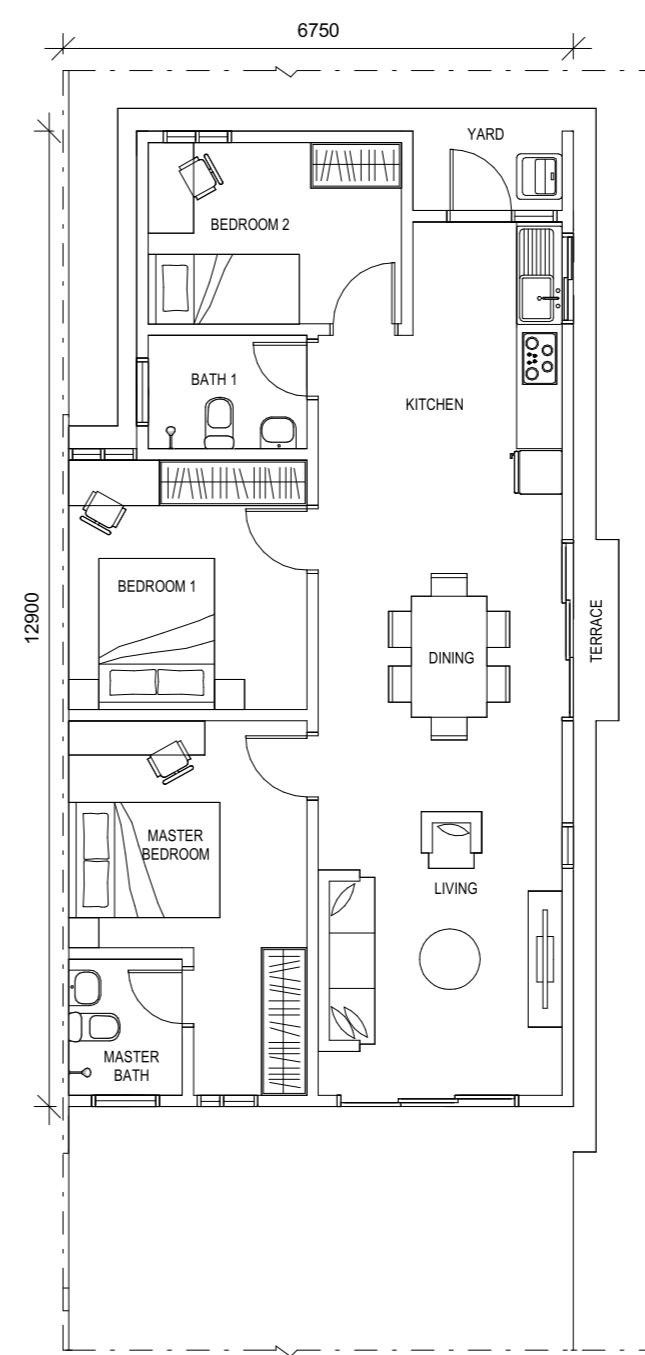 6750
YARD
BEDROOM 2
BATH 1
KITCHEN
BEDROOM 1
12900
TERRACE
DINING
MASTER
BEDROOM
LIVING
MASTER
BATH